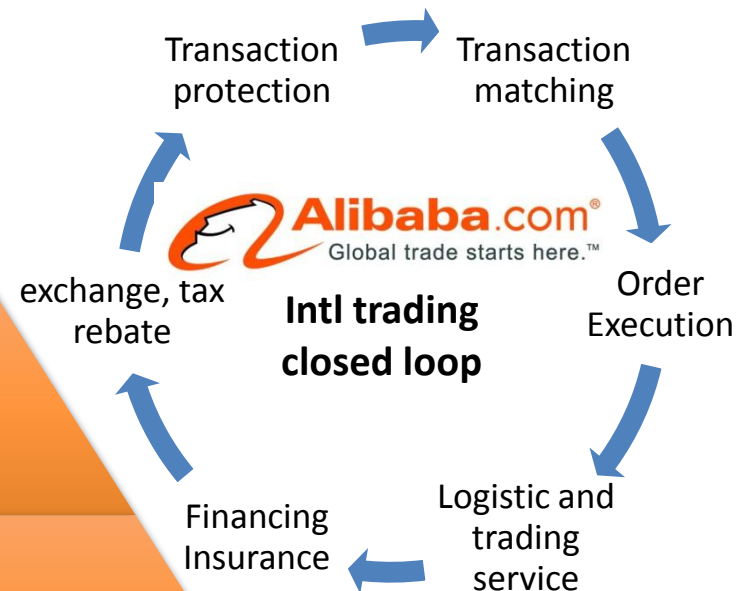 Transaction
protection
Transaction
matching
Alibaba.com®
Global trade starts here.™
Intl trading
closed loop
Order
Execution
Logistic and
trading
service
Financing
Insurance
exchange, tax
rebate